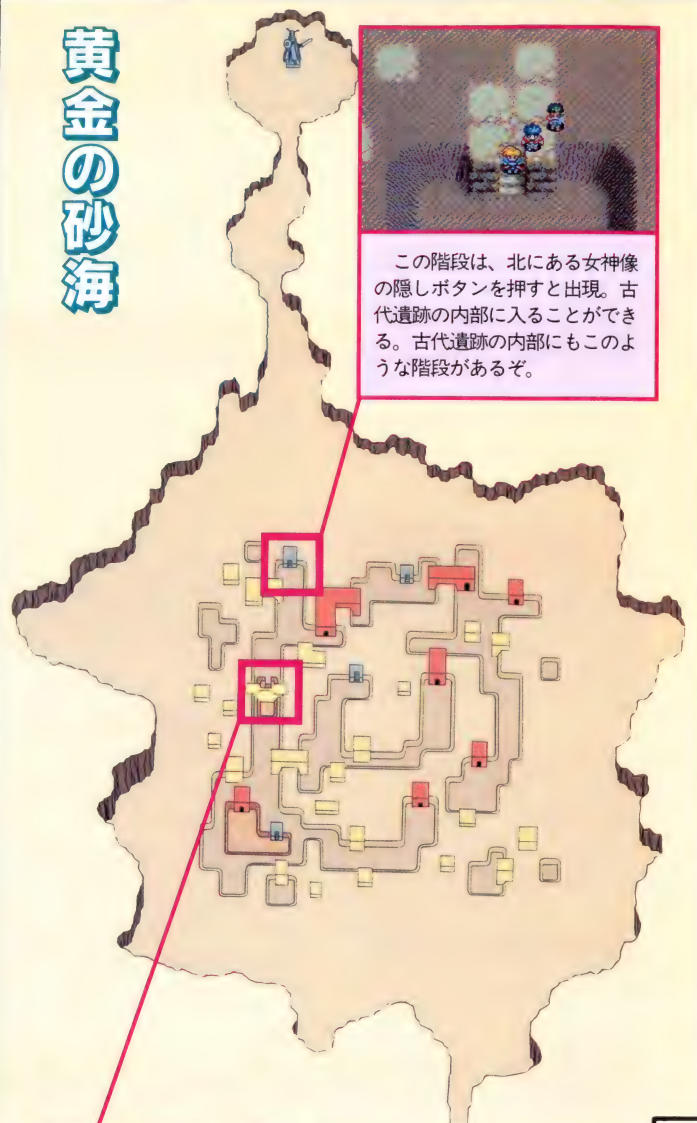 黄金の砂海
この階段は、北にある女神像
の隠しボタンを押すと出現。古
代遺跡の内部に入ることができ
る。古代遺跡の内部にもこのよ
うな階段があるぞ。